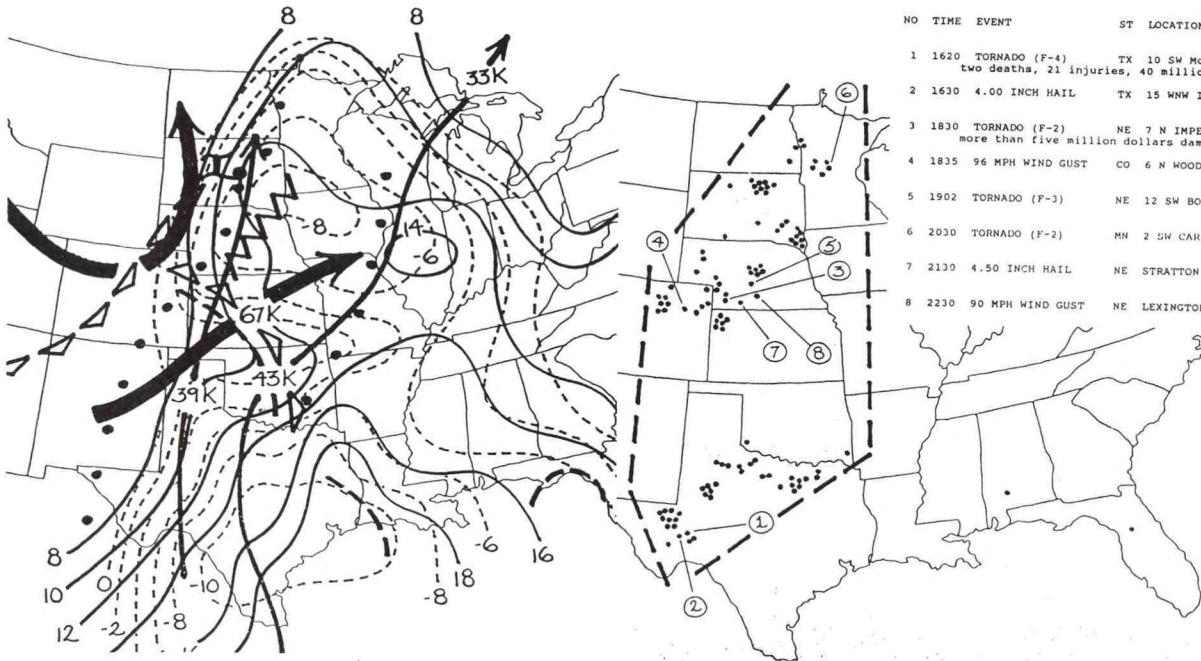 8
8
33K
14
-8
-6
67K
43K
39K
8
10
12
0
-2
-8
-10
-6
-8
16
18
4
6
5
3
7
8
1
2
NO TIME EVENT ST LOCATION
1 1620 TORNADO (F-4) TX 10 SW
two deaths, 21 injuries, 40
2 1630 4.00 INCH HAIL TX 15 WNW
3 1830 TORNADO (F-2) NE 7 N
more than five million dollars
4 1835 96 MPH WIND GUST CO 6 N
5 1902 TORNADO (F-3) NE 12 SW
6 2030 TORNADO (F-2) MN 2 SW
7 2130 4.50 INCH HAIL NE STRATTON
8 2230 90 MPH WIND GUST NE